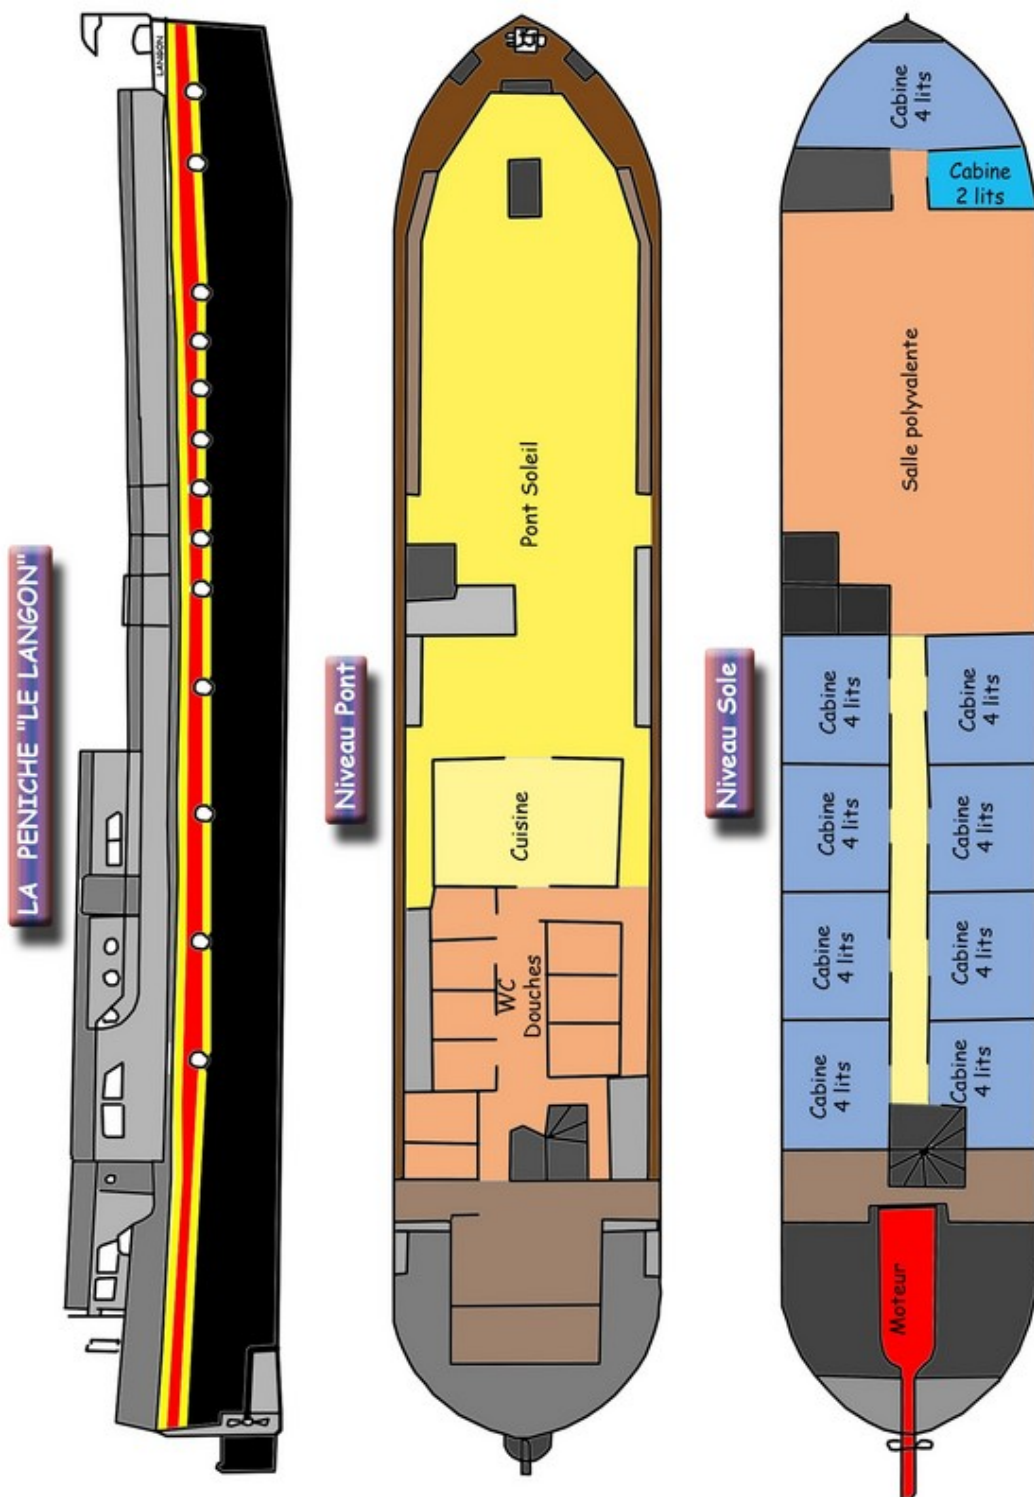 LA PENICHE "LE LANGON"
LANGON
Niveau Pont
Pont Soleil
Cuisine
WC
Douches
Niveau Sole
Cabine
4 lits
Cabine
2 lits
Salle polyvalente
Cabine
4 lits
Cabine
4 lits
Cabine
4 lits
Cabine
4 lits
Cabine
4 lits
Cabine
4 lits
Cabine
4 lits
Cabine
4 lits
Moteur